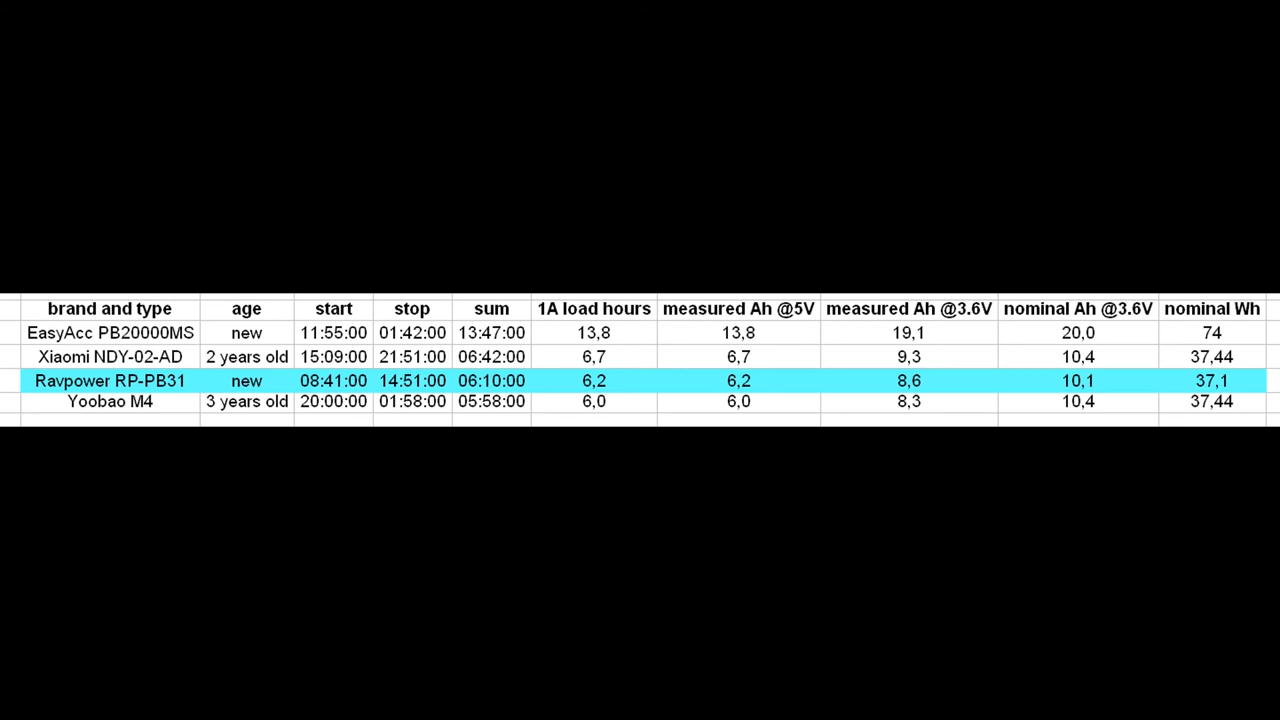 brand and type age start stop sum 1A load hours measured Ah @5V measured Ah @3.6V nominal Ah @3.6V nominal Wh
EasyAcc PB20000MS new 11:55:00 01:42:00 13:47:00 13,8 13,8 19,1 20,0 74
Xiaomi NDY-02-AD 2 years old 15:09:00 21:51:00 06:42:00 6,7 6,7 9,3 10,4 37,44
Ravpower RP-PB31 new 08:41:00 14:51:00 06:10:00 6,2 6,2 8,6 10,1 37,1
Yoobao M4 3 years old 20:00:00 01:58:00 05:58:00 6,0 6,0 8,3 10,4 37,44